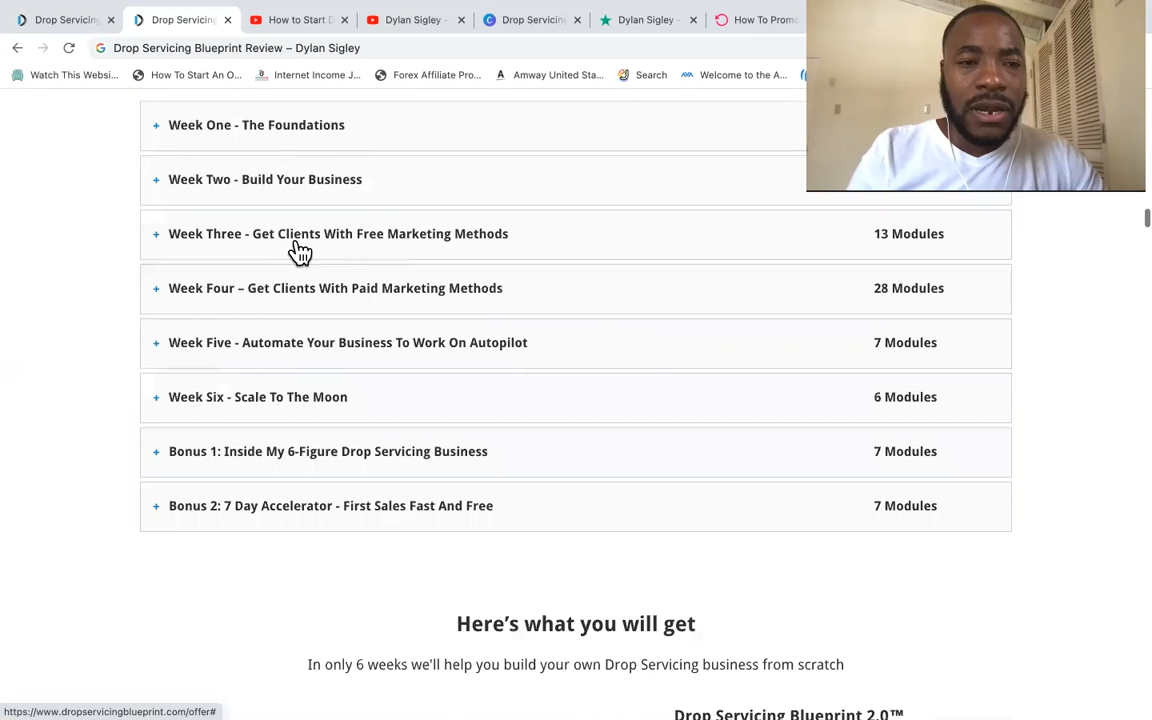 Drop Servicing
Drop Servicing
How to Start D
Dylan Sigley
Drop Servicin
Dylan Sigley
How To Promo
Drop Servicing Blueprint Review – Dylan Sigley
Watch This Websi...
How To Start An O...
Internet Income J...
Forex Affiliate Pro...
Amway United Sta...
Search
Welcome to the A...
Week One - The Foundations
Week Two - Build Your Business
Week Three - Get Clients With Free Marketing Methods
13 Modules
Week Four – Get Clients With Paid Marketing Methods
28 Modules
Week Five - Automate Your Business To Work On Autopilot
7 Modules
Week Six - Scale To The Moon
6 Modules
Bonus 1: Inside My 6-Figure Drop Servicing Business
7 Modules
Bonus 2: 7 Day Accelerator - First Sales Fast And Free
7 Modules
Here's what you will get
In only 6 weeks we'll help you build your own Drop Servicing business from scratch
Drop Servicing Blueprint 2.0™
https://www.dropservicingblueprint.com/offer#